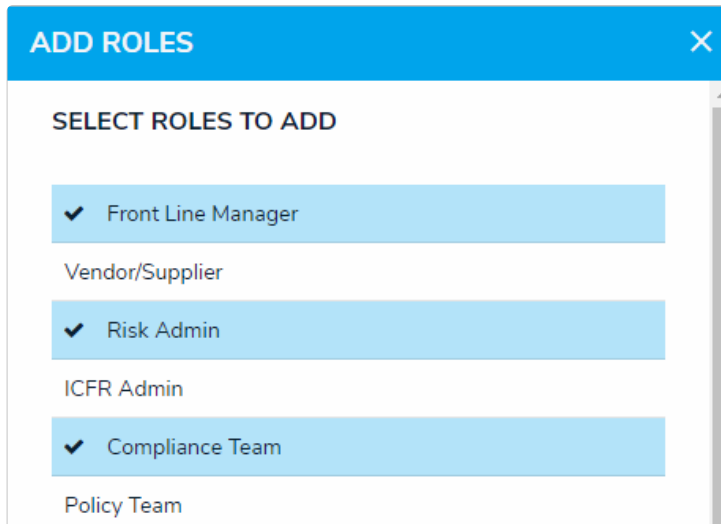 ADD ROLES
SELECT ROLES TO ADD
Front Line Manager
Vendor/Supplier
Risk Admin
ICFR Admin
Compliance Team
Policy Team